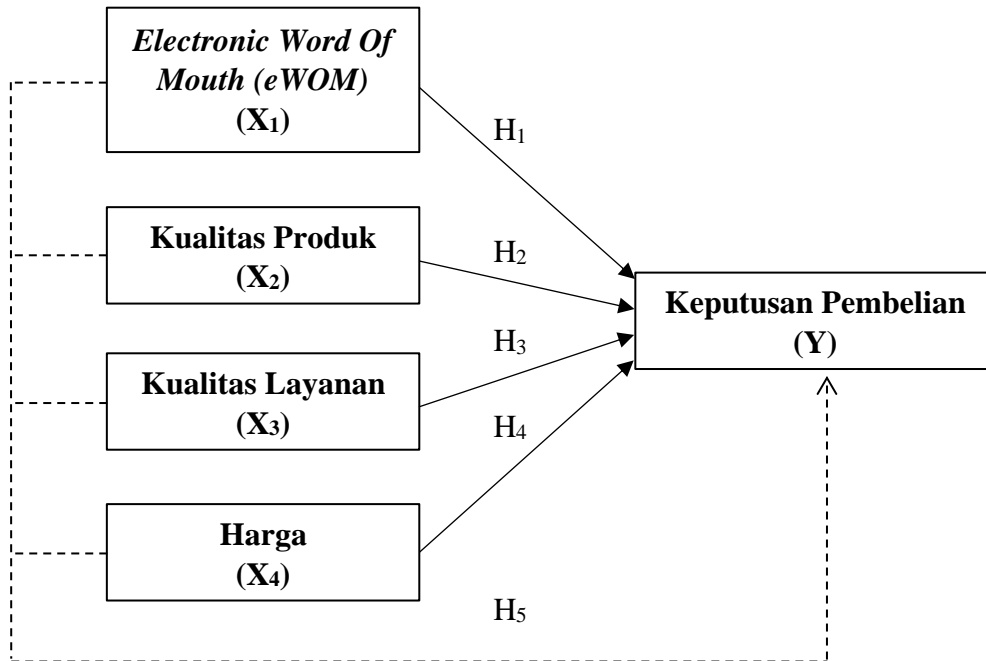 Electronic Word Of
Mouth (eWOM)
(X₁)
H₁
Kualitas Produk
(X₂)
H₂
Keputusan Pembelian
(Y)
Kualitas Layanan
(X₃)
H₃
H₄
Harga
(X₄)
H₅